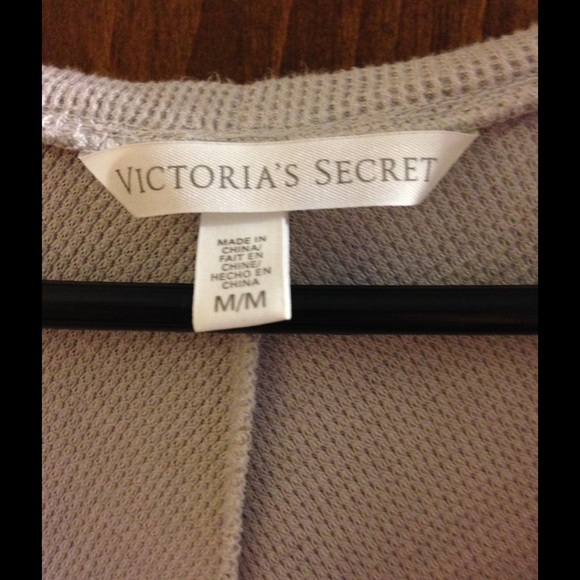 VICTORIA'S SECRET
MADE IN
CHINA/
FAIT EN
CHINE/
HECHO EN
CHINA
M/M